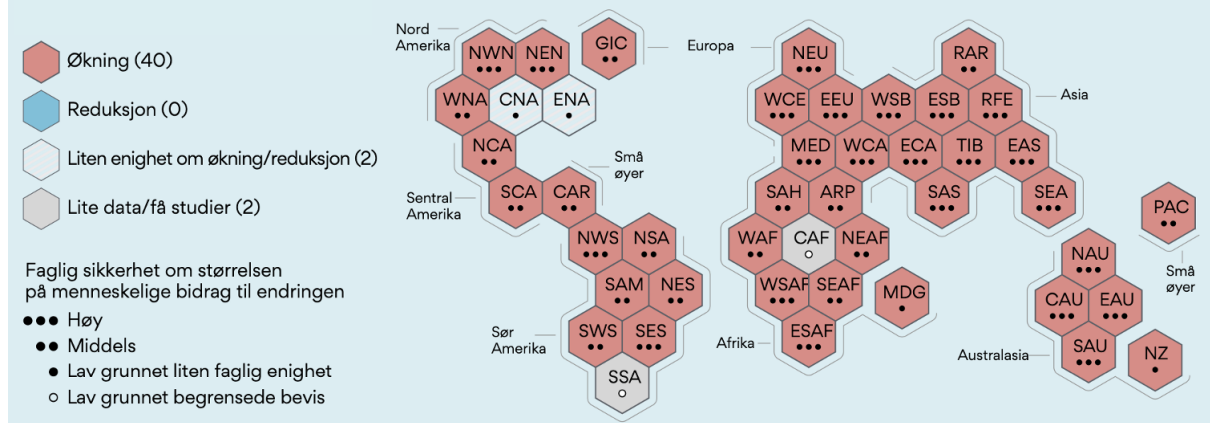 Økning (40)
Reduksjon (0)
Liten enighet om økning/reduksjon (2)
Lite data/få studier (2)
Faglig sikkerhet om størrelsen
på menneskelige bidrag til endringen
●●● Høy
●● Middels
● Lav grunnet liten faglig enighet
○ Lav grunnet begrensede bevis
Nord
Amerika
NWN
●●●
NEN
●●●
GIC
●●
WNA
●●
CNA
●
ENA
●
NCA
●●
Sentral
Amerika
SCA
●●
CAR
●●
Små
øyer
NWS
●●●
NSA
●●
SAM
●●
NES
●●
Sør
Amerika
SWS
●●
SES
●●●
SSA
○
Europa
NEU
●●●
RAR
●●
WCE
●●●
EEU
●●●
WSB
●●●
ESB
●●●
RFE
●●●
Asia
MED
●●●
WCA
●●●
ECA
●●●
TIB
●●●
EAS
●●●
SAH
●●
ARP
●●
SAS
●●●
SEA
●●●
WAF
●●
CAF
○
NEAF
●●
WSAF
●●●
SEAF
●●
MDG
●
Afrika
ESAF
●●●
PAC
●●
Små
øyer
NAU
●●●
CAU
●●●
EAU
●●●
Australasia
SAU
●●●
NZ
●